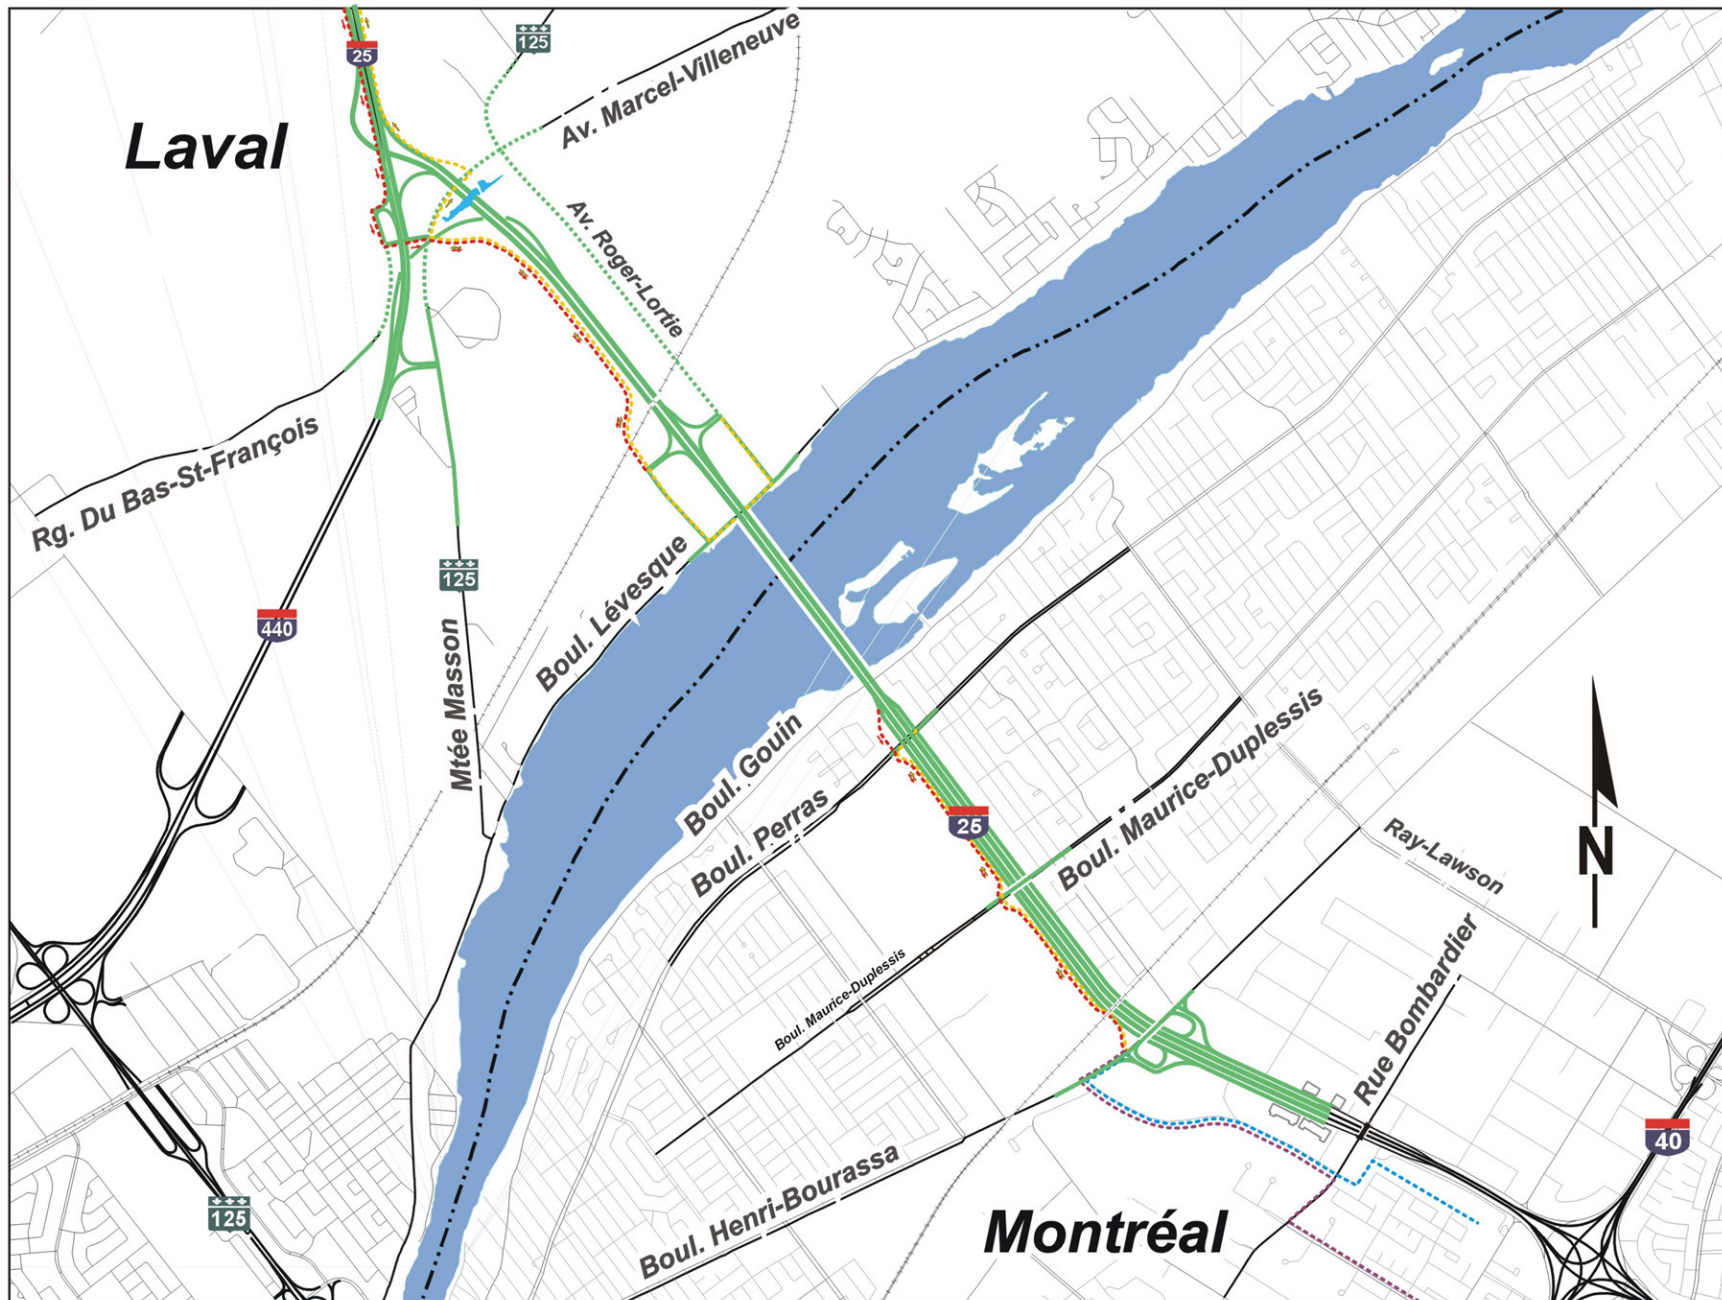 25
125
Av. Marcel-Villeneuve
Laval
Av. Roger-Lortie
Rg. Du Bas-St-François
125
440
Boul. Lévesque
Mtée Masson
Boul. Gouin
Boul. Perras
25
Boul. Maurice-Duplessis
Ray-Lawson
N
Boul. Maurice-Duplessis
Rue Bombardier
40
125
Boul. Henri-Bourassa
Montréal